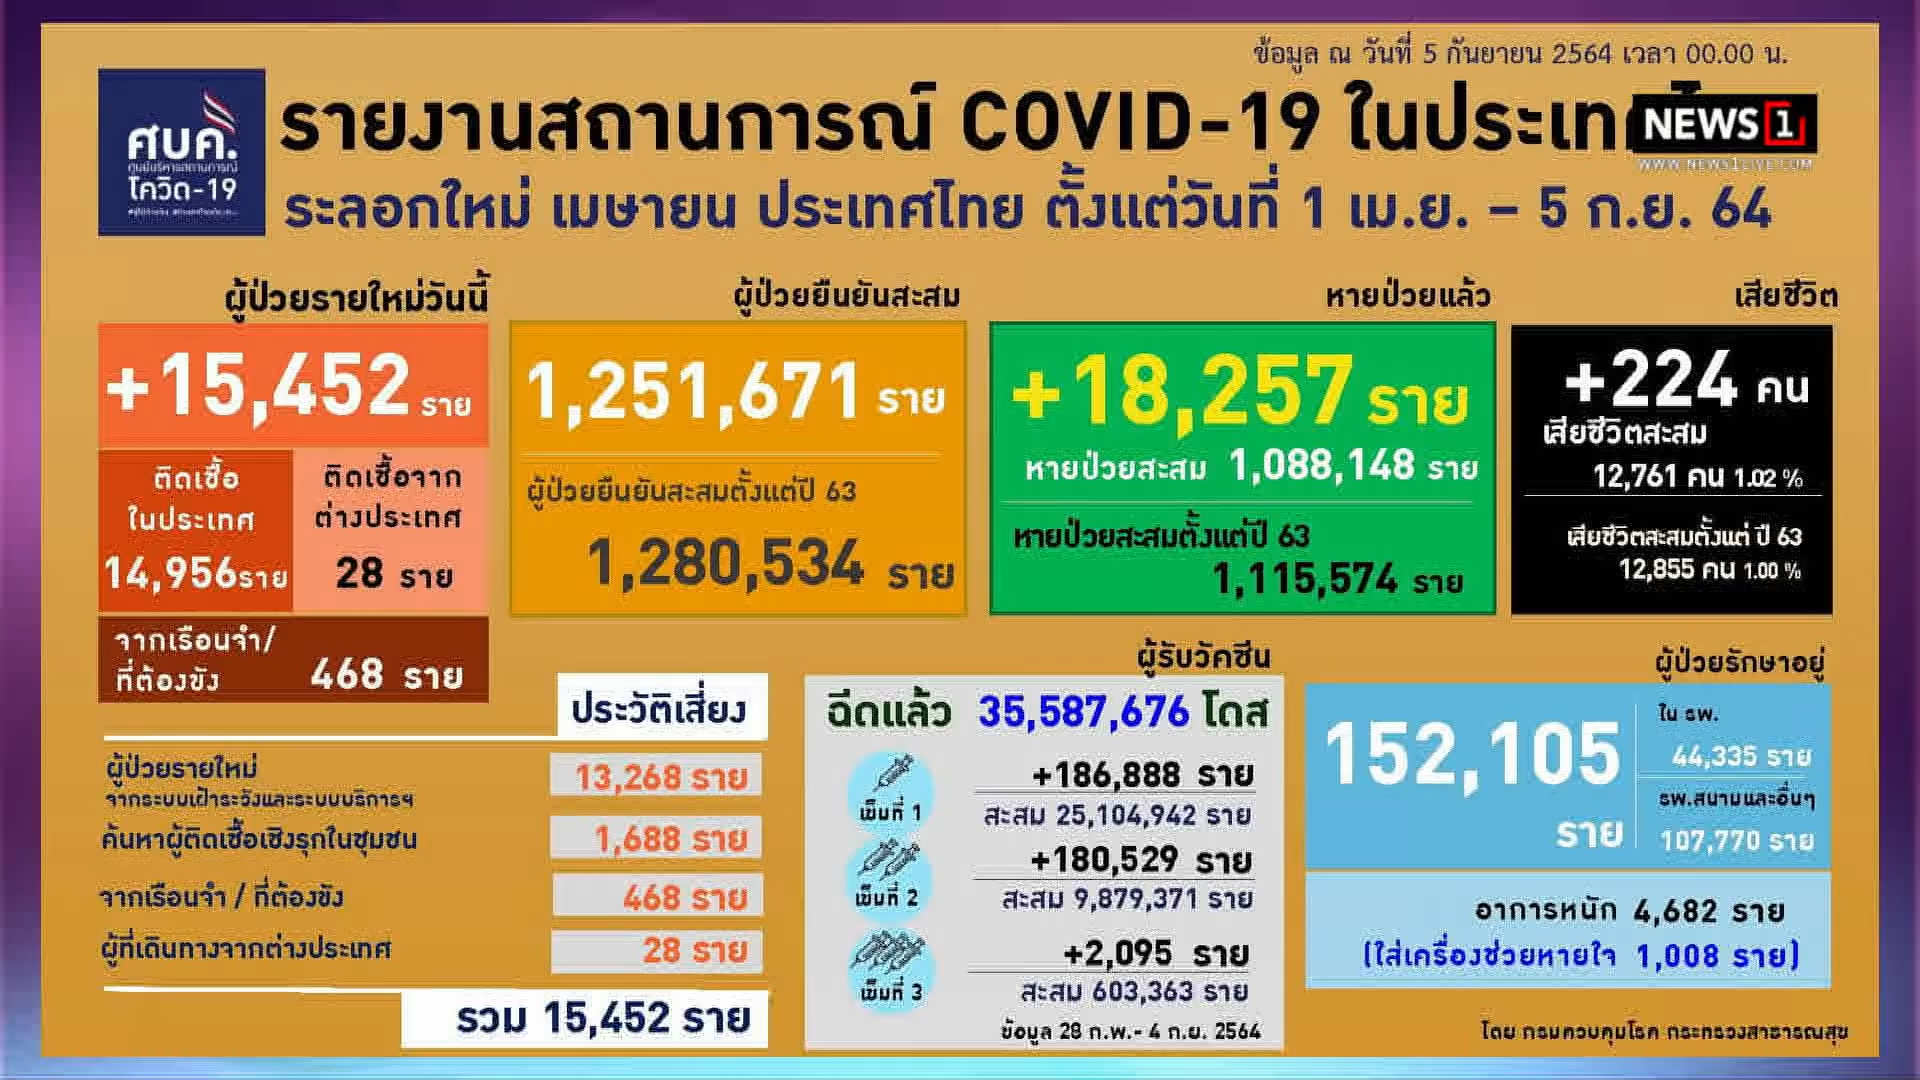 ข้อมูล ณ วันที่ 5 กันยายน 2564 เวลา 00.00 น.
ศบค.
ศูนย์บริหารสถานการณ์
โควิด-19
รายงานสถานการณ์ COVID-19 ในประเท
NEWS 1
WWW.NEWS1LIVE.COM
ระลอกใหม่ เมษายน ประเทศไทย ตั้งแต่วันที่ 1 เม.ย. – 5 ก.ย. 64
ผู้ป่วยรายใหม่วันนี้
+15,452 ราย
ติดเชื้อ
ในประเทศ
14,956ราย
ติดเชื้อจาก
ต่างประเทศ
28 ราย
จากเรือนจำ/
ที่ต้องขัง
468 ราย
ผู้ป่วยยืนยันสะสม
1,251,671 ราย
ผู้ป่วยยืนยันสะสมตั้งแต่ปี 63
1,280,534 ราย
หายป่วยแล้ว
+18,257 ราย
หายป่วยสะสม 1,088,148 ราย
หายป่วยสะสมตั้งแต่ปี 63
1,115,574 ราย
เสียชีวิต
+224 คน
เสียชีวิตสะสม
12,761 คน 1.02 %
เสียชีวิตสะสมตั้งแต่ ปี 63
12,855 คน 1.00 %
ประวัติเสี่ยง
ผู้ป่วยรายใหม่
จากระบบเฝ้าระวังและระบบบริการฯ
13,268 ราย
ค้นหาผู้ติดเชื้อเชิงรุกในชุมชน
1,688 ราย
จากเรือนจำ / ที่ต้องขัง
468 ราย
ผู้ที่เดินทางจากต่างประเทศ
28 ราย
รวม 15,452 ราย
ผู้รับวัคซีน
ฉีดแล้ว 35,587,676 โดส
เข็มที่ 1
+186,888 ราย
สะสม 25,104,942 ราย
เข็มที่ 2
+180,529 ราย
สะสม 9,879,371 ราย
เข็มที่ 3
+2,095 ราย
สะสม 603,363 ราย
ข้อมูล 28 ก.พ.- 4 ก.ย. 2564
ผู้ป่วยรักษาอยู่
152,105
ราย
ใน รพ.
44,335 ราย
รพ.สนามและอื่นๆ
107,770 ราย
อาการหนัก 4,682 ราย
(ใส่เครื่องช่วยหายใจ 1,008 ราย)
โดย กรมควบคุมโรค กระทรวงสาธารณสุข